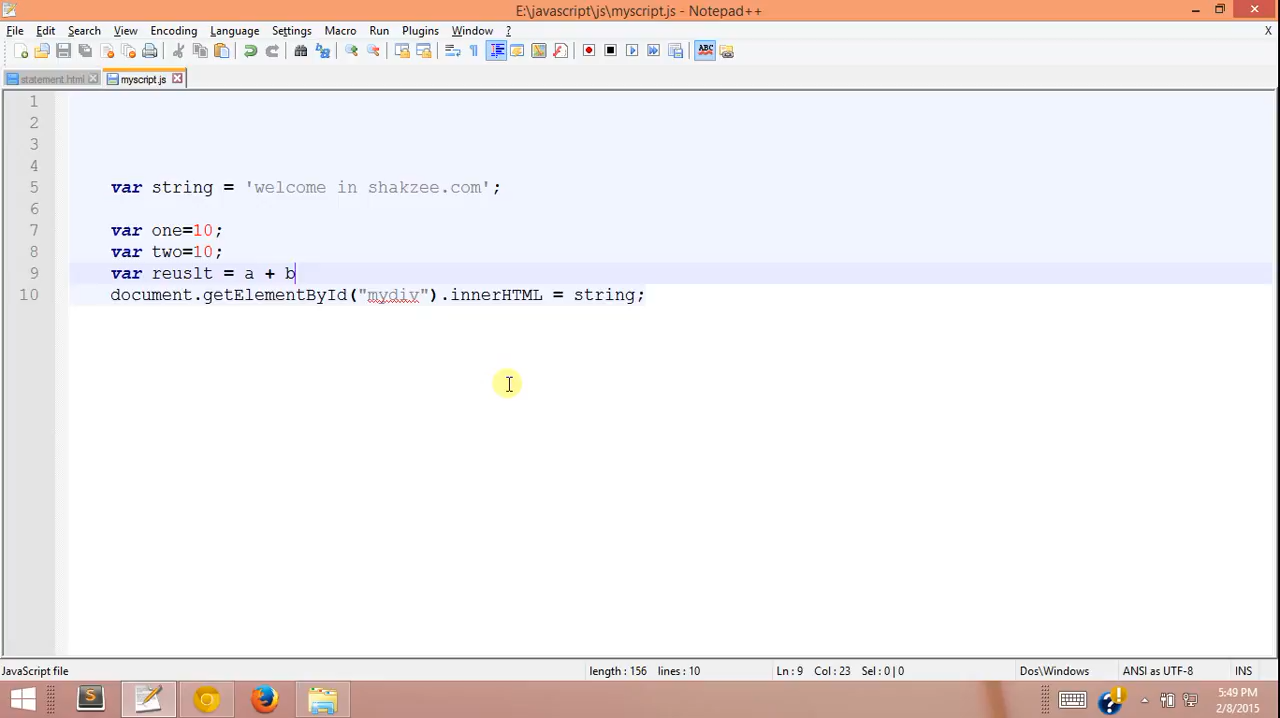 E:\javascript\js\myscript.js - Notepad++
File Edit Search View Encoding Language Settings Macro Run Plugins Window ? X
ABC
statement.html myscript.js
1
2
3
4
5 var string = 'welcome in shakzee.com';
6
7 var one=10;
8 var two=10;
9 var reuslt = a + b
10 document.getElementById("mydiv").innerHTML = string;
JavaScript file length : 156 lines : 10 Ln : 9 Col : 23 Sel : 0 | 0 Dos\Windows ANSI as UTF-8 INS
S ? 5:49 PM
2/8/2015